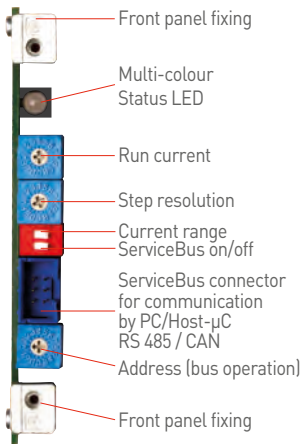 Front panel fixing
Multi-colour
Status LED
Run current
Step resolution
Current range
ServiceBus on/off
ServiceBus connector
for communication
by PC/Host-µC
RS 485 / CAN
Address (bus operation)
Front panel fixing